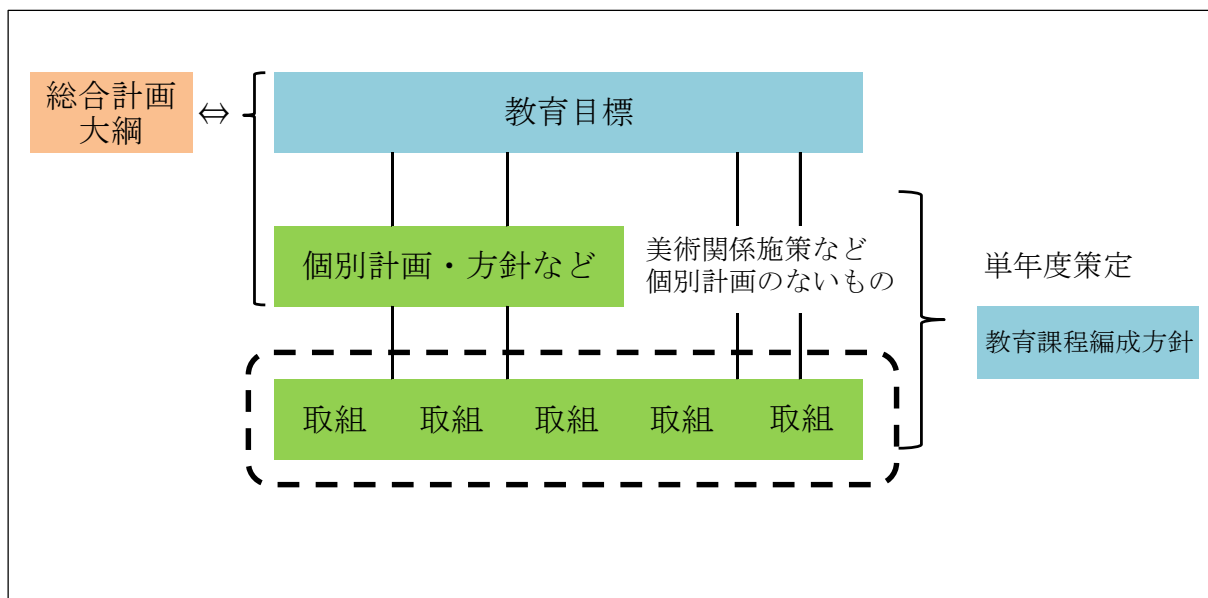 総合計画
大綱
⇔
教育目標
個別計画・方針など
美術関係施策など
個別計画のないもの
単年度策定
教育課程編成方針
取組 取組 取組 取組 取組